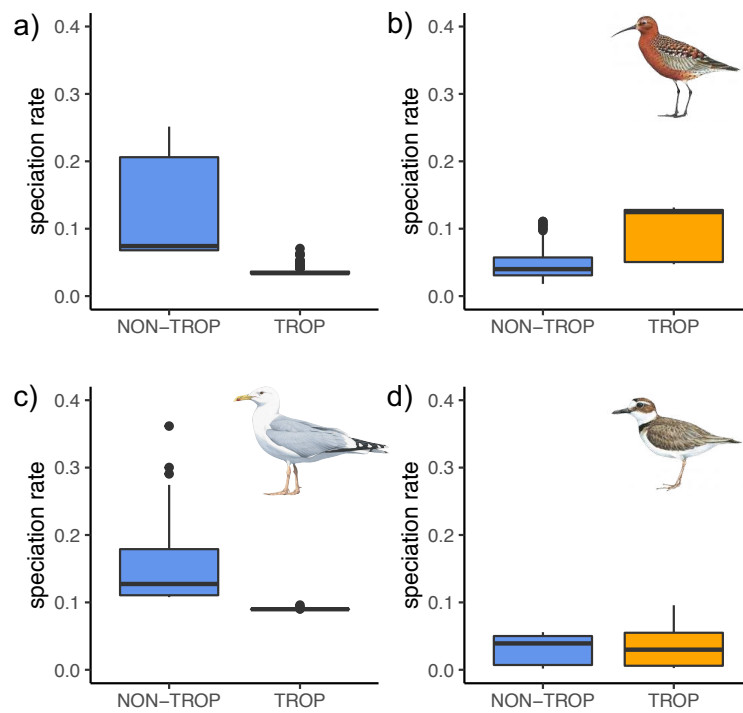 a)
speciation rate
0.4
0.3
0.2
0.1
0.0
NON-TROP
TROP
b)
speciation rate
0.4
0.3
0.2
0.1
0.0
NON-TROP
TROP
c)
speciation rate
0.4
0.3
0.2
0.1
0.0
NON-TROP
TROP
d)
speciation rate
0.4
0.3
0.2
0.1
0.0
NON-TROP
TROP